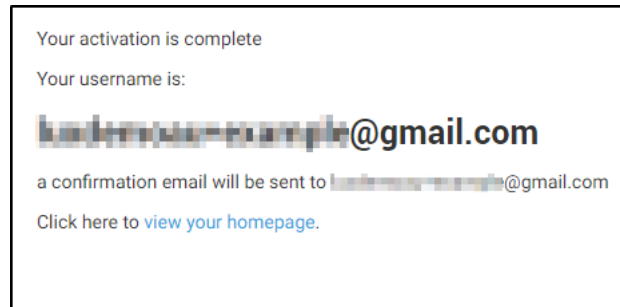 Your activation is complete
Your username is:
@gmail.com
a confirmation email will be sent to @gmail.com
Click here to view your homepage.